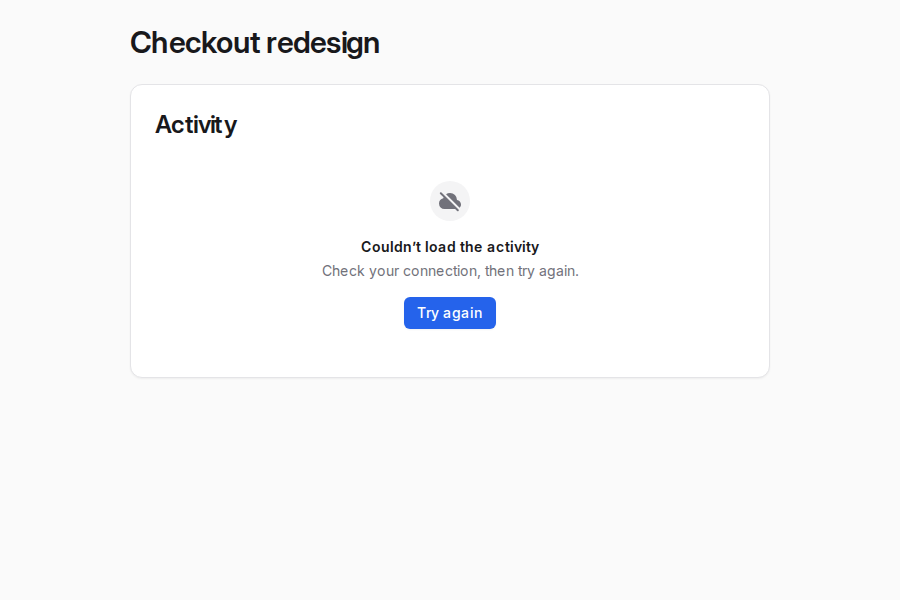 Checkout redesign
Activity
Couldn’t load the activity
Check your connection, then try again.
Try again